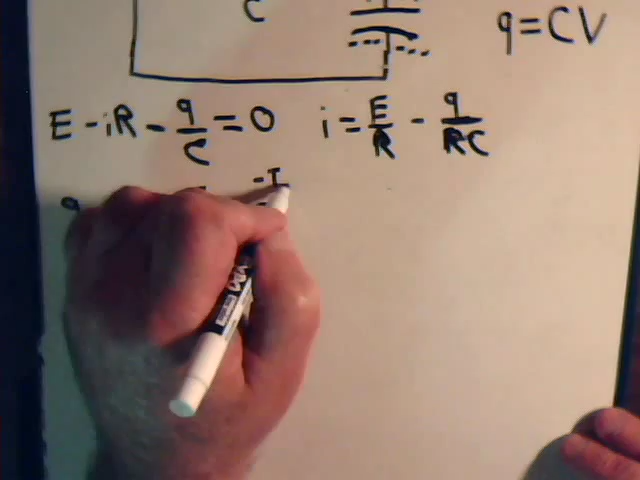 C
q = CV
E - iR - q/C = 0 i = E/R - q/RC
q